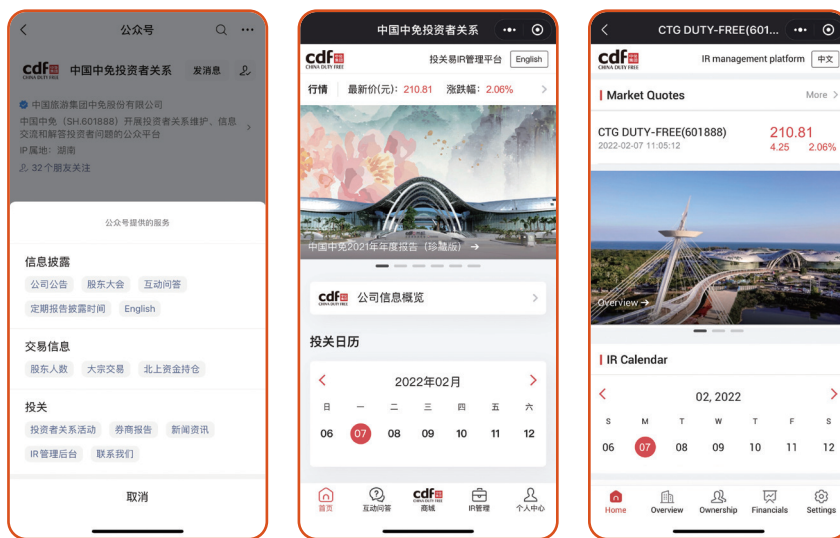 公众号
cdf
CHINA DUTY FREE
中国中免投资者关系
发消息
中国旅游集团中免股份有限公司
中国中免（SH.601888）开展投资者关系维护、信息
交流和解答投资者问题的公众平台
IP属地：湖南
32个朋友关注
公众号提供的服务
信息披露
公司公告 股东大会 互动问答
定期报告披露时间 English
交易信息
股东人数 大宗交易 北上资金持仓
投关
投资者关系活动 券商报告 新闻资讯
IR管理后台 联系我们
取消
中国中免投资者关系
cdf
CHINA DUTY FREE
投关易IR管理平台 English
行情 最新价(元)：210.81 涨跌幅：2.06%
中国中免2021年年度报告（珍藏版）→
cdf 公司信息概览
投关日历
2022年02月
日 一 二 三 四 五 六
06 07 08 09 10 11 12
首页 互动问答 cdf 商城 IR管理 个人中心
CTG DUTY-FREE(601...
cdf
CHINA DUTY FREE
IR management platform 中文
Market Quotes More
CTG DUTY-FREE(601888) 210.81
2022-02-07 11:05:12 4.25 2.06%
Overview →
IR Calendar
02, 2022
S M T W T F S
06 07 08 09 10 11 12
Home Overview Ownership Financials Settings